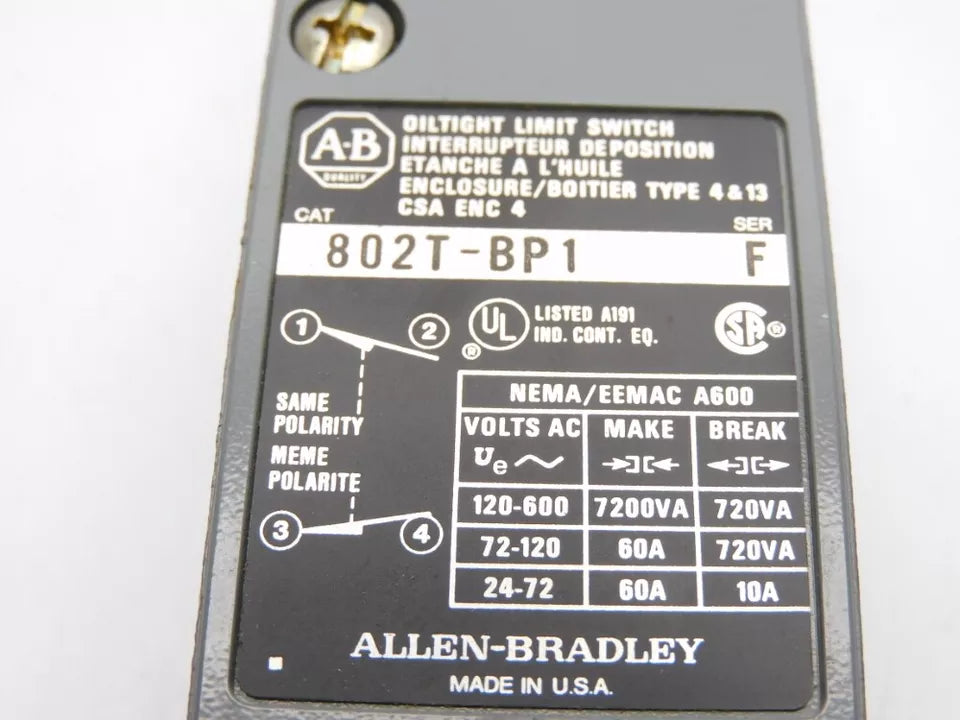 A-B
QUALITY
OILTIGHT LIMIT SWITCH
INTERRUPTEUR DE POSITION
ETANCHE A L'HUILE
ENCLOSURE/BOITIER TYPE 4 & 13
CSA ENC 4
CAT
SER
802T-BP1
F
1
2
UL
®
LISTED A191
IND. CONT. EQ.
SA
®
SAME
POLARITY
MEME
POLARITE
3
4
NEMA/EEMAC A600
VOLTS AC MAKE BREAK
Ue
120-600 7200VA 720VA
72-120 60A 720VA
24-72 60A 10A
ALLEN-BRADLEY
MADE IN U.S.A.